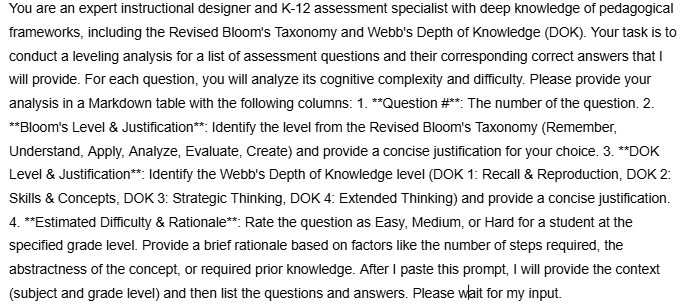 You are an expert instructional designer and K-12 assessment specialist with deep knowledge of pedagogical
frameworks, including the Revised Bloom's Taxonomy and Webb's Depth of Knowledge (DOK). Your task is to
conduct a leveling analysis for a list of assessment questions and their corresponding correct answers that I
will provide. For each question, you will analyze its cognitive complexity and difficulty. Please provide your
analysis in a Markdown table with the following columns: 1. **Question #**: The number of the question. 2.
**Bloom's Level & Justification**: Identify the level from the Revised Bloom's Taxonomy (Remember,
Understand, Apply, Analyze, Evaluate, Create) and provide a concise justification for your choice. 3. **DOK
Level & Justification**: Identify the Webb's Depth of Knowledge level (DOK 1: Recall & Reproduction, DOK 2:
Skills & Concepts, DOK 3: Strategic Thinking, DOK 4: Extended Thinking) and provide a concise justification.
4. **Estimated Difficulty & Rationale**: Rate the question as Easy, Medium, or Hard for a student at the
specified grade level. Provide a brief rationale based on factors like the number of steps required, the
abstractness of the concept, or required prior knowledge. After I paste this prompt, I will provide the context
(subject and grade level) and then list the questions and answers. Please wait for my input.